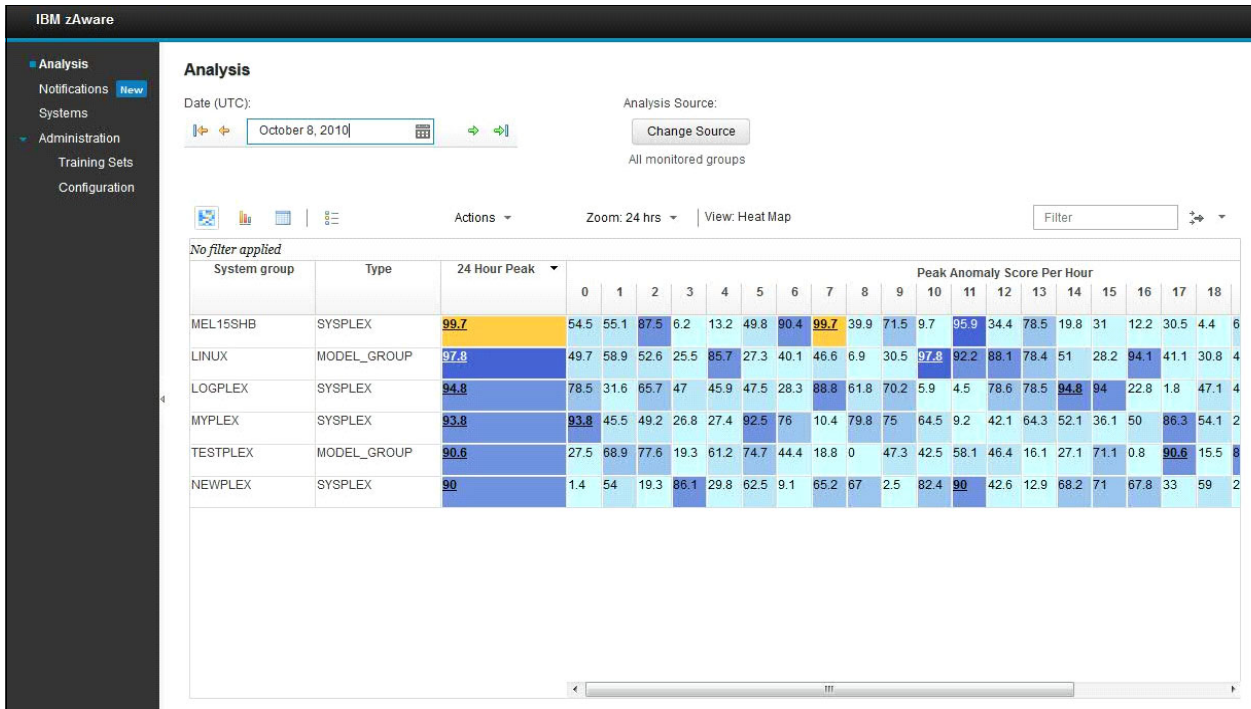 IBM zAware
Analysis
Notifications New
Systems
Administration
Training Sets
Configuration
Analysis
Date (UTC):
October 8, 2010
Analysis Source:
Change Source
All monitored groups
Actions
Zoom: 24 hrs
View: Heat Map
Filter
No filter applied
System group Type 24 Hour Peak Peak Anomaly Score Per Hour
0 1 2 3 4 5 6 7 8 9 10 11 12 13 14 15 16 17 18
MEL15SHB SYSPLEX 99.7 54.5 55.1 87.5 6.2 13.2 49.8 90.4 99.7 39.9 71.5 9.7 95.9 34.4 78.5 19.8 31 12.2 30.5 4.4 6
LINUX MODEL_GROUP 97.8 49.7 58.9 52.6 25.5 85.7 27.3 40.1 46.6 6.9 30.5 97.8 92.2 88.1 78.4 51 28.2 94.1 41.1 30.8 4
LOGPLEX SYSPLEX 94.8 78.5 31.6 65.7 47 45.9 47.5 28.3 88.8 61.8 70.2 5.9 4.5 78.6 78.5 94.8 94 22.8 1.8 47.1 4
MYPLEX SYSPLEX 93.8 93.8 45.5 49.2 26.8 27.4 92.5 76 10.4 79.8 75 64.5 9.2 42.1 64.3 52.1 36.1 50 86.3 54.1 2
TESTPLEX MODEL_GROUP 90.6 27.5 68.9 77.6 19.3 61.2 74.7 44.4 18.8 0 47.3 42.5 58.1 46.4 16.1 27.1 71.1 0.8 90.6 15.5 8
NEWPLEX SYSPLEX 90 1.4 54 19.3 86.1 29.8 62.5 9.1 65.2 67 2.5 82.4 90 42.6 12.9 68.2 71 67.8 33 59 2